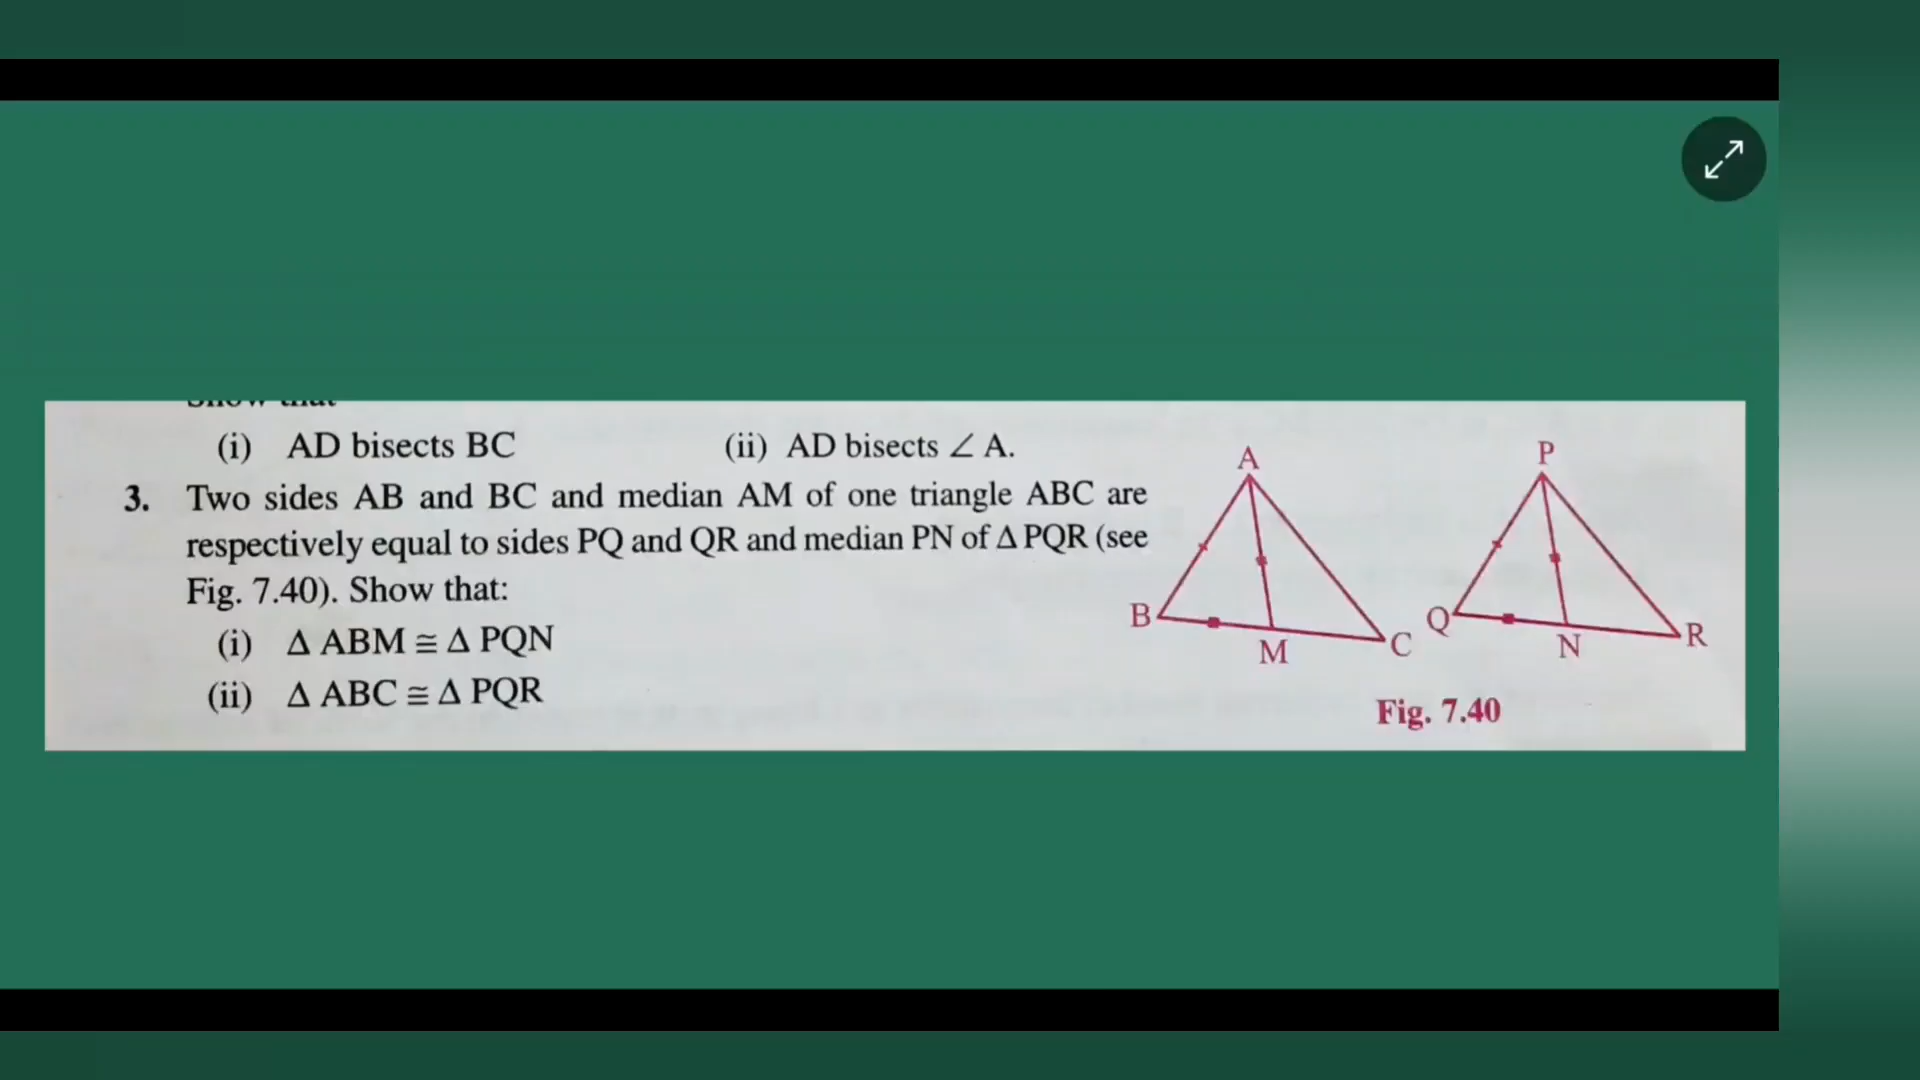 Show that
(i) AD bisects BC (ii) AD bisects ∠ A.
3. Two sides AB and BC and median AM of one triangle ABC are
respectively equal to sides PQ and QR and median PN of Δ PQR (see
Fig. 7.40). Show that:
(i) Δ ABM ≅ Δ PQN
(ii) Δ ABC ≅ Δ PQR
A
B
M
C
P
Q
N
R
Fig. 7.40